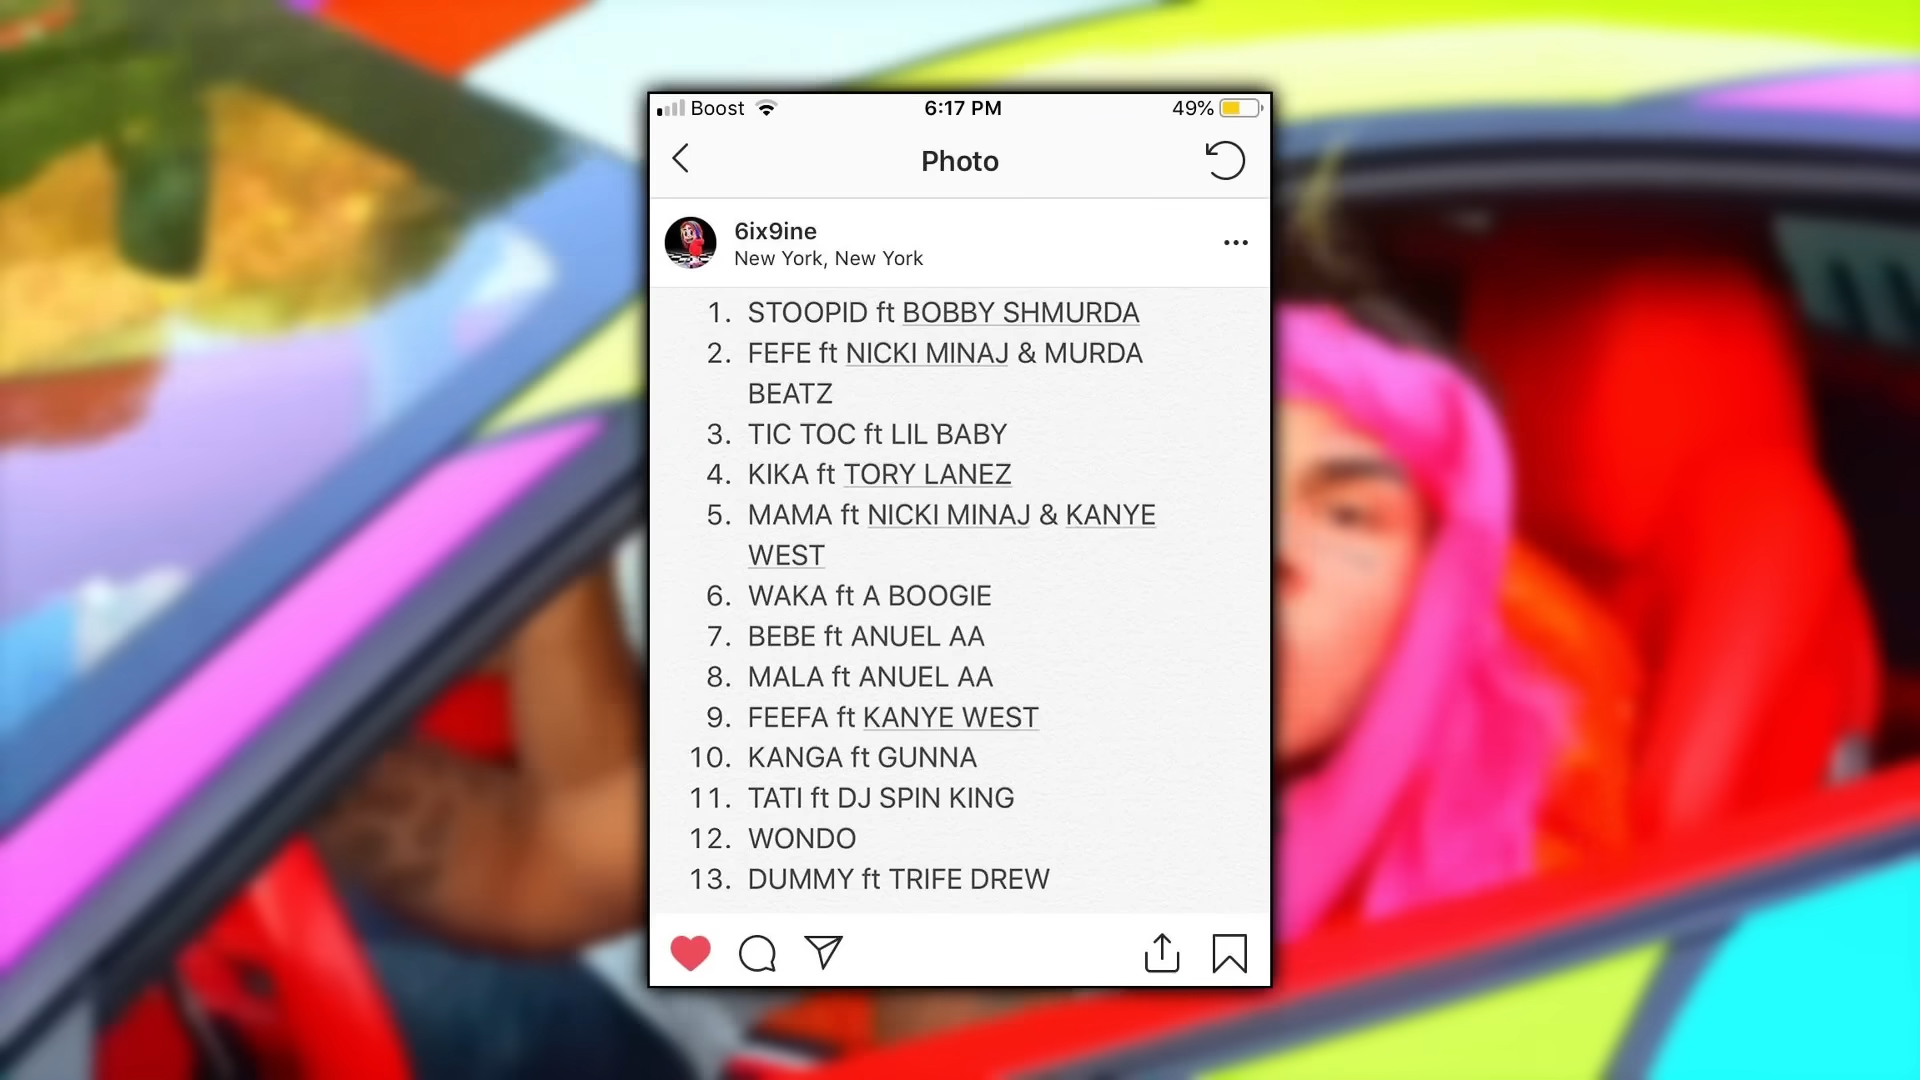 Boost 6:17 PM 49%
Photo
6ix9ine
New York, New York
1. STOOPID ft BOBBY SHMURDA
2. FEFE ft NICKI MINAJ & MURDA
BEATZ
3. TIC TOC ft LIL BABY
4. KIKA ft TORY LANEZ
5. MAMA ft NICKI MINAJ & KANYE
WEST
6. WAKA ft A BOOGIE
7. BEBE ft ANUEL AA
8. MALA ft ANUEL AA
9. FEEFA ft KANYE WEST
10. KANGA ft GUNNA
11. TATI ft DJ SPIN KING
12. WONDO
13. DUMMY ft TRIFE DREW